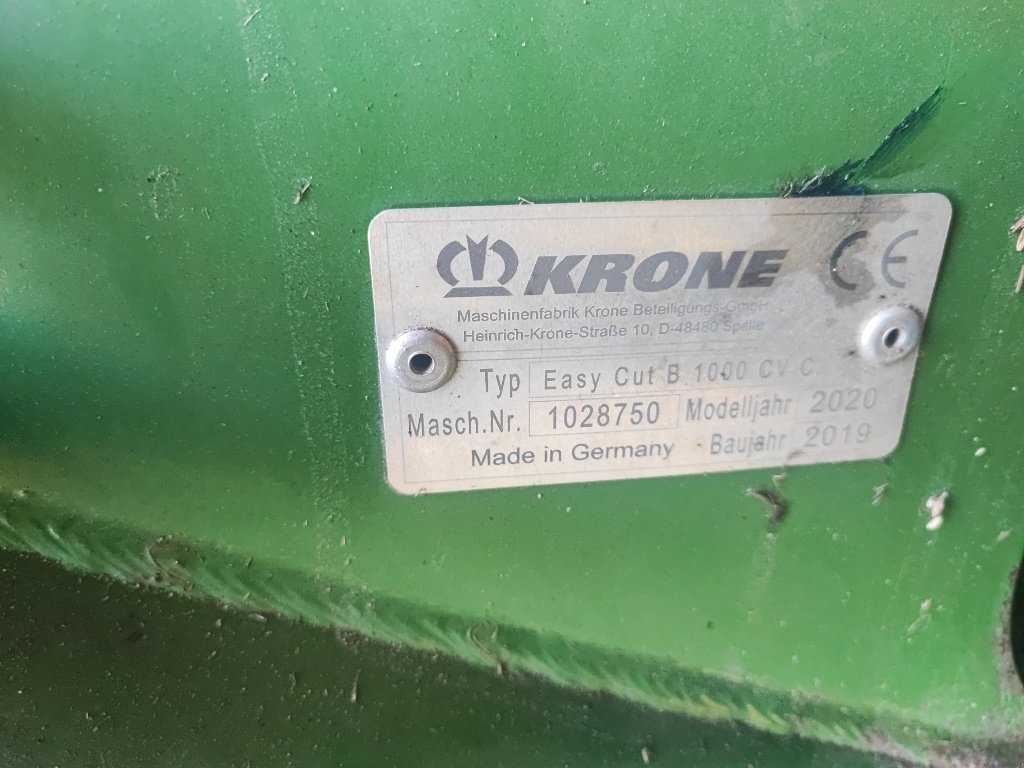 KRONE CE
Maschinenfabrik Krone Beteiligungs-GmbH
Heinrich-Krone-Straße 10, D-48480 Spelle
Typ Easy Cut B 1000 CV C
Masch.Nr. 1028750 Modelljahr 2020
Made in Germany Baujahr 2019